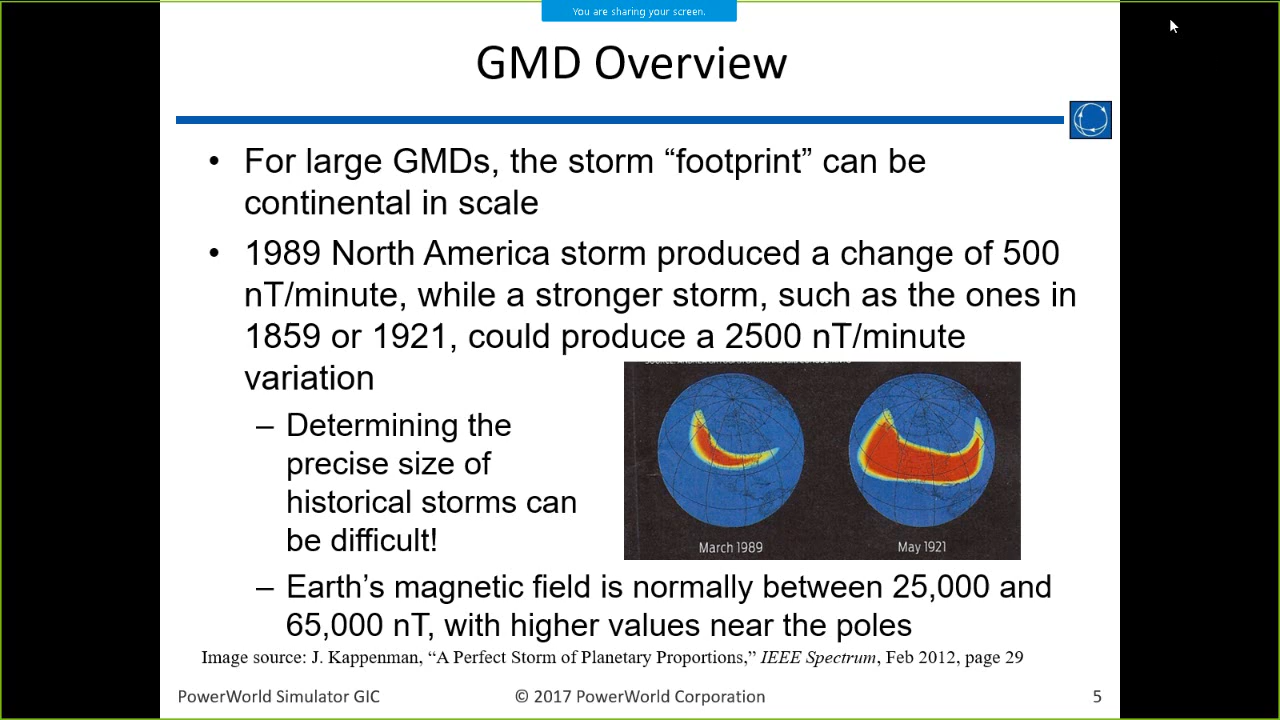 You are sharing your screen.
GMD Overview
• For large GMDs, the storm “footprint” can be
continental in scale
• 1989 North America storm produced a change of 500
nT/minute, while a stronger storm, such as the ones in
1859 or 1921, could produce a 2500 nT/minute
variation
– Determining the
precise size of
historical storms can
be difficult!
March 1989
May 1921
– Earth’s magnetic field is normally between 25,000 and
65,000 nT, with higher values near the poles
Image source: J. Kappenman, “A Perfect Storm of Planetary Proportions,” IEEE Spectrum, Feb 2012, page 29
PowerWorld Simulator GIC
© 2017 PowerWorld Corporation
5